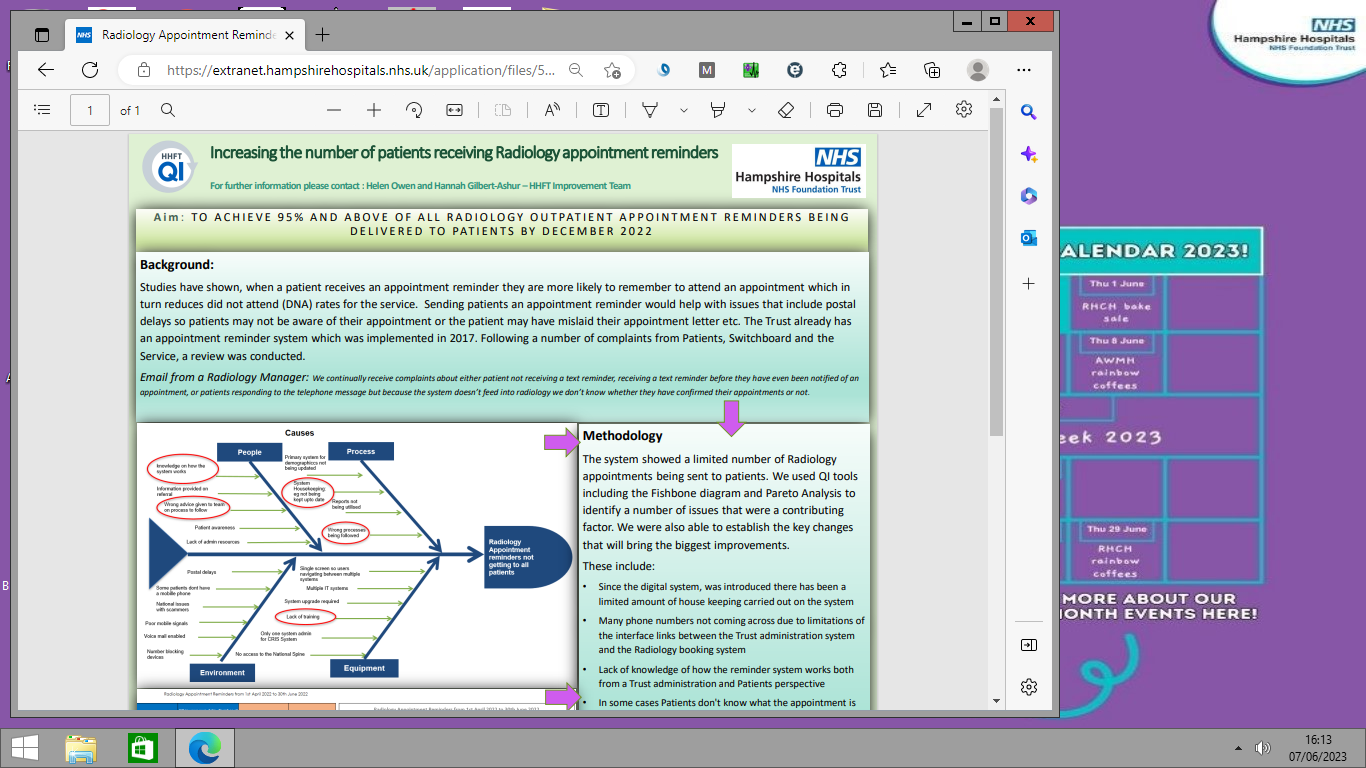 Radiology Appointment Reminde
https://extranet.hampshirehospitals.nhs.uk/application/files/5...
1 of 1
HHFT
QI
Increasing the number of patients receiving Radiology appointment reminders
For further information please contact : Helen Owen and Hannah Gilbert-Ashur – HHFT Improvement Team
NHS
Hampshire Hospitals
NHS Foundation Trust
Aim: TO ACHIEVE 95% AND ABOVE OF ALL RADIOLOGY OUTPATIENT APPOINTMENT REMINDERS BEING
DELIVERED TO PATIENTS BY DECEMBER 2022
Background:
Studies have shown, when a patient receives an appointment reminder they are more likely to remember to attend an appointment which in
turn reduces did not attend (DNA) rates for the service. Sending patients an appointment reminder would help with issues that include postal
delays so patients may not be aware of their appointment or the patient may have mislaid their appointment letter etc. The Trust already has
an appointment reminder system which was implemented in 2017. Following a number of complaints from Patients, Switchboard and the
Service, a review was conducted.
Email from a Radiology Manager: We continually receive complaints about either patient not receiving a text reminder, receiving a text reminder before they have even been notified of an
appointment, or patients responding to the telephone message but because the system doesn't feed into radiology we don't know whether they have confirmed their appointments or not.
Causes
People
Process
knowledge on how the
system works
Information provided on
referral
Wrong advice given to team
on process to follow
Patient awareness
Lack of admin resources
Primary system for
demographics not
being updated
System
Housekeeping
eg not being
kept upto date
Reports not
being utilised
Wrong processes
being followed
Radiology
Appointment
reminders not
getting to all
patients
Postal delays
Some patients dont have
a mobile phone
National issues
with scammers
Poor mobile signals
Voice mail enabled
Number blocking
devices
Single screen so users
navigating between multiple
systems
Multiple IT systems
System upgrade required
Lack of training
Only one system admin
for CRIS System
No access to the National Spine
Environment
Equipment
Radiology Appointment Reminders from 1st April 2022 to 30th June 2022
Methodology
The system showed a limited number of Radiology
appointments being sent to patients. We used QI tools
including the Fishbone diagram and Pareto Analysis to
identify a number of issues that were a contributing
factor. We were also able to establish the key changes
that will bring the biggest improvements.
These include:
• Since the digital system, was introduced there has been a
limited amount of house keeping carried out on the system
• Many phone numbers not coming across due to limitations of
the interface links between the Trust administration system
and the Radiology booking system
• Lack of knowledge of how the reminder system works both
from a Trust administration and Patients perspective
• In some cases Patients don't know what the appointment is
NHS
Hampshire Hospitals
NHS Foundation Trust
ALENDAR 2023!
Thu 1 June
RHCH bake
sale
Thu 8 June
AWMH
rainbow
coffees
eek 2023
Thu 29 June
RHCH
rainbow
coffees
MORE ABOUT OUR
ONTH EVENTS HERE!
16:13
07/06/2023